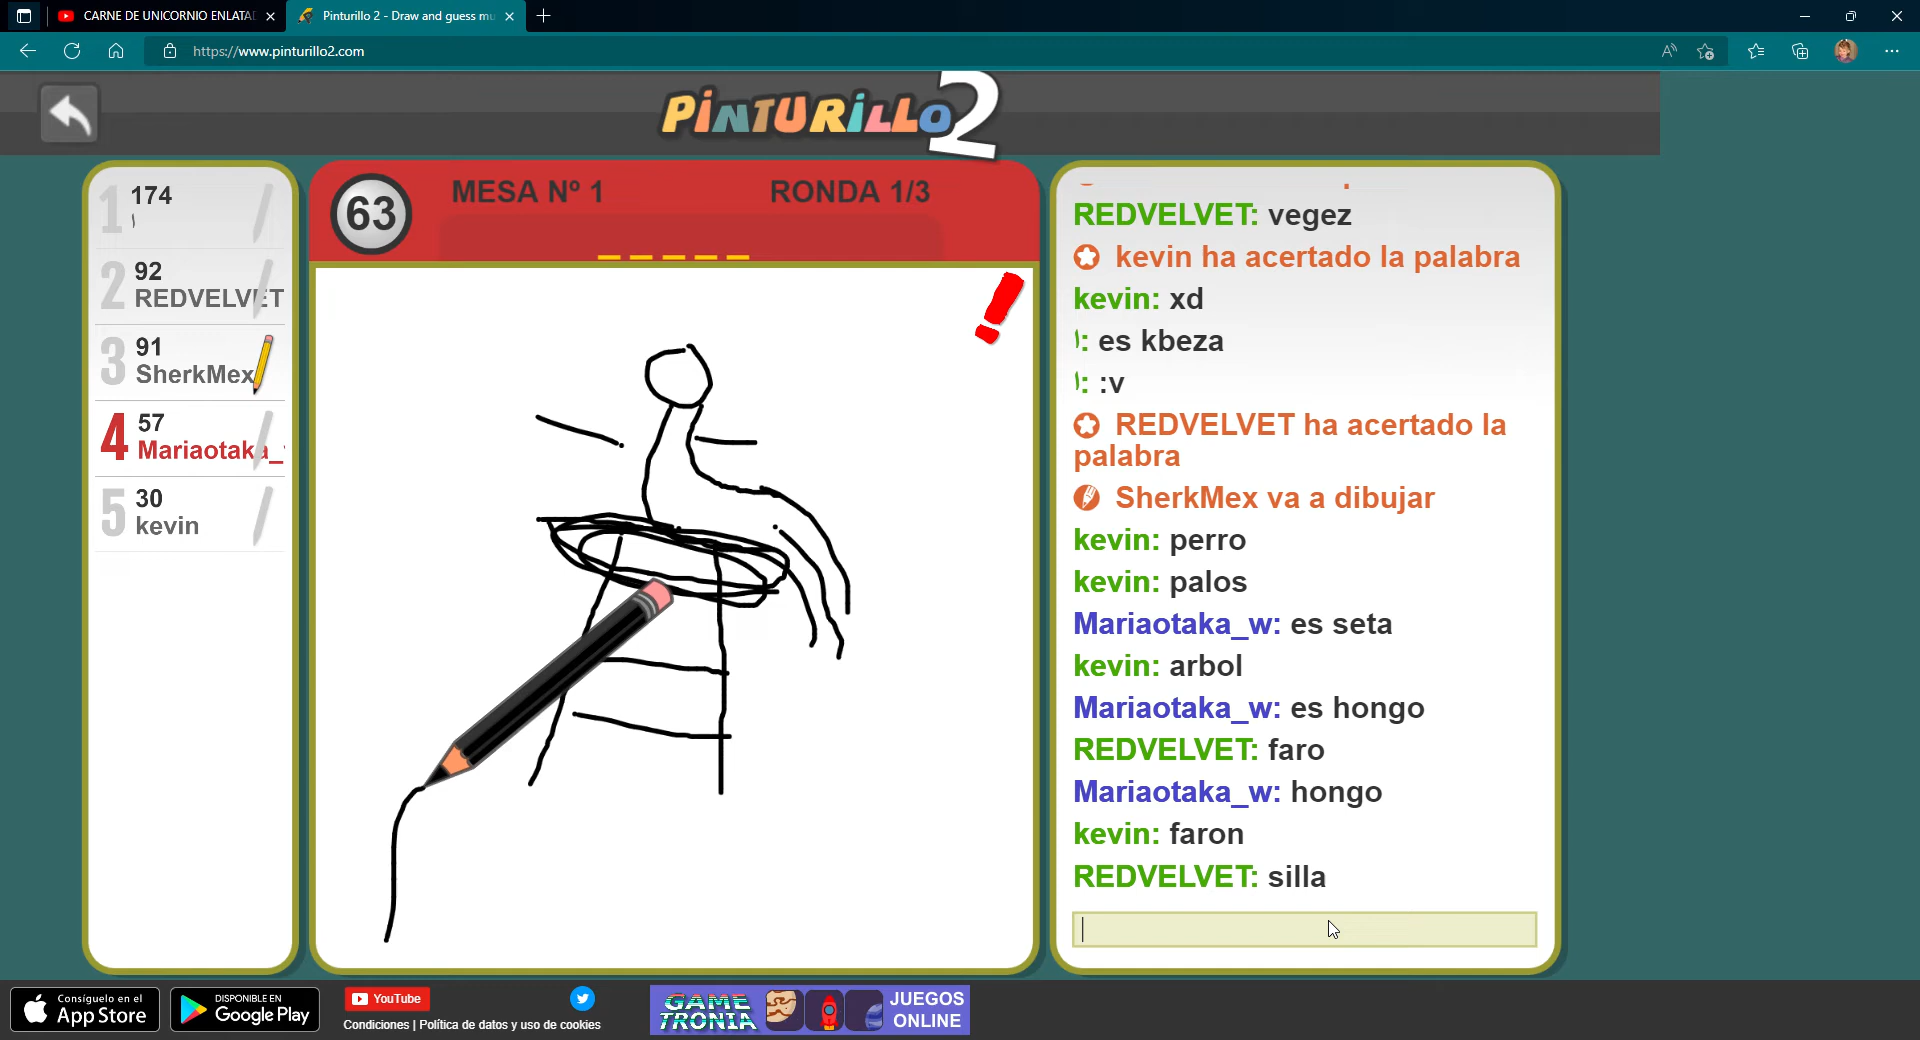 CARNE DE UNICORNIO ENLATA
Pinturillo 2 - Draw and guess mu
https://www.pinturillo2.com
PiNTURiLLo2
1 174
2 92
REDVELVET
3 91
SherkMex
4 57
Mariaotaka_
5 30
kevin
63
MESA Nº 1
RONDA 1/3
REDVELVET: vegez
kevin ha acertado la palabra
kevin: xd
: es kbeza
: :v
REDVELVET ha acertado la
palabra
SherkMex va a dibujar
kevin: perro
kevin: palos
Mariaotaka_w: es seta
kevin: arbol
Mariaotaka_w: es hongo
REDVELVET: faro
Mariaotaka_w: hongo
kevin: faron
REDVELVET: silla
Consíguelo en el
App Store
DISPONIBLE EN
Google Play
YouTube
Condiciones | Política de datos y uso de cookies
GAME
TRONIA
JUEGOS
ONLINE